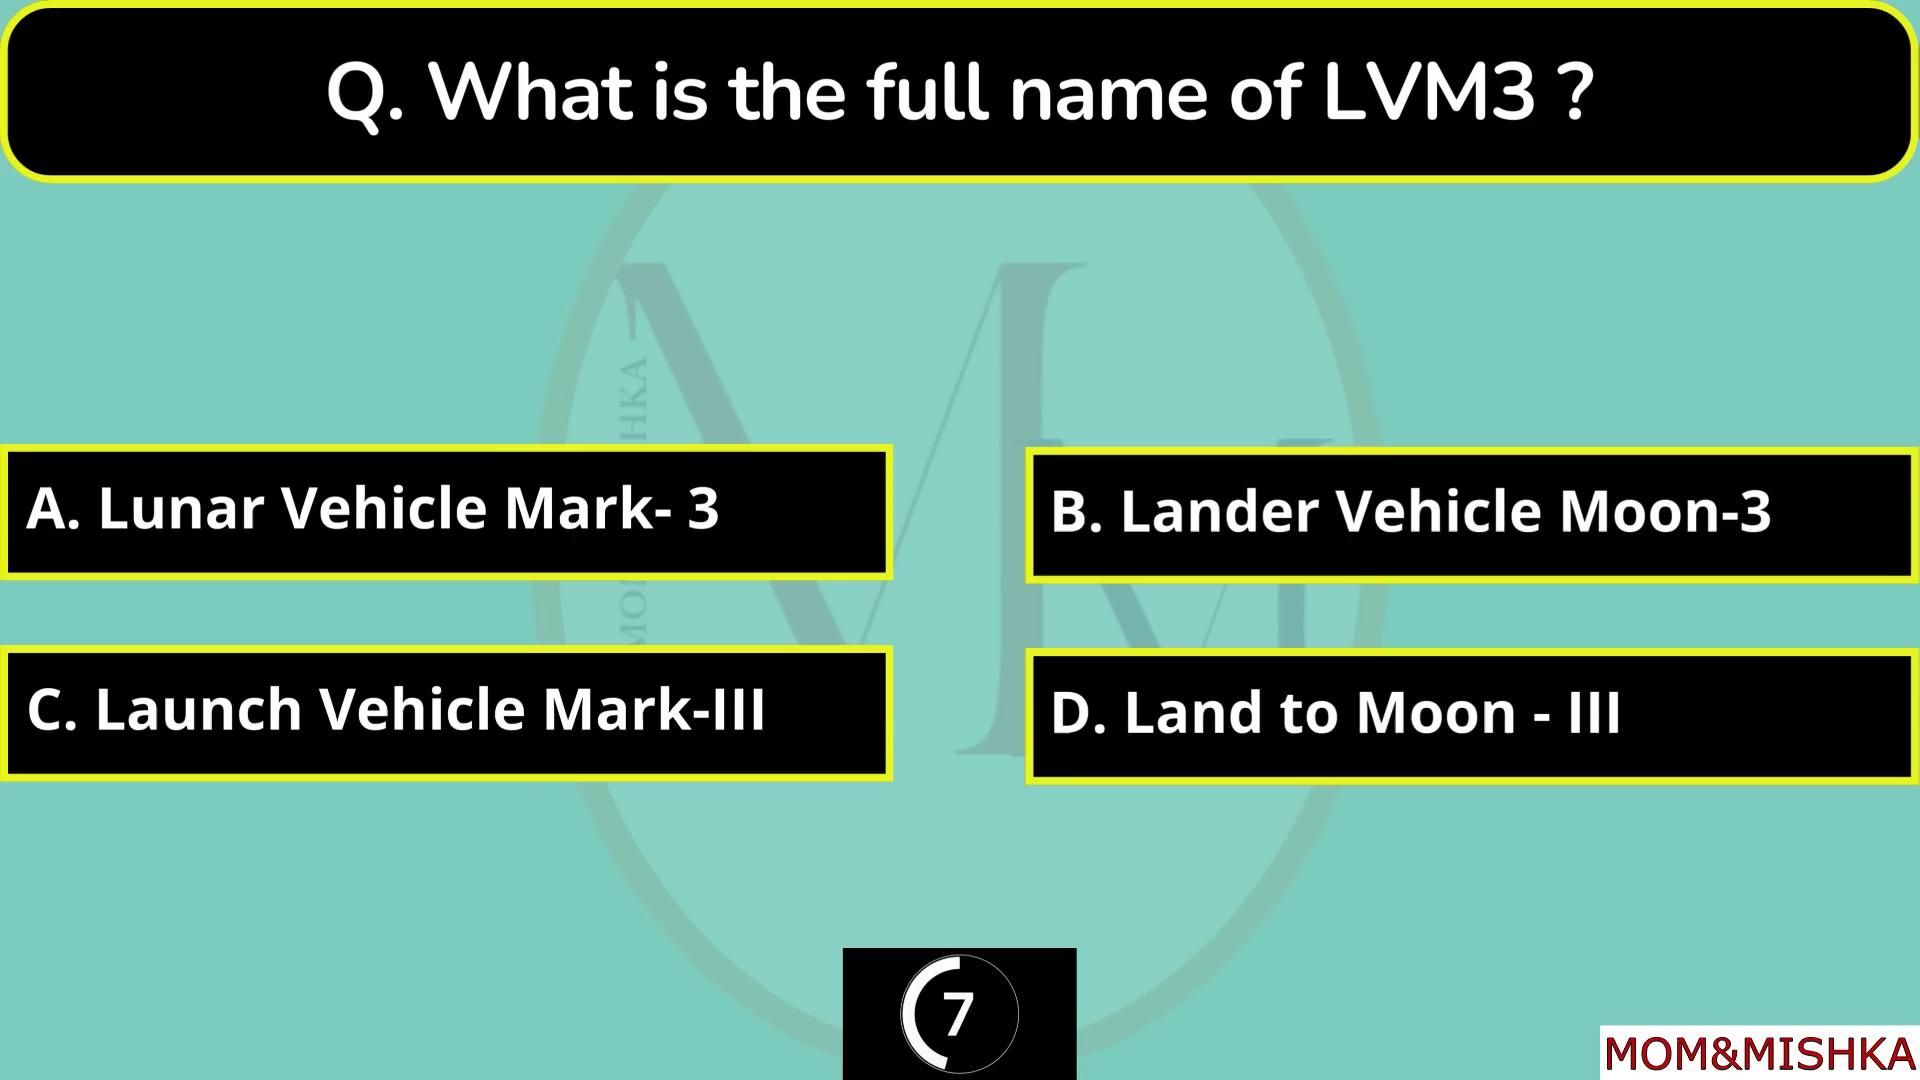 Q. What is the full name of LVM3 ?
A. Lunar Vehicle Mark- 3
B. Lander Vehicle Moon-3
C. Launch Vehicle Mark-III
D. Land to Moon - III
7
MOM&MISHKA